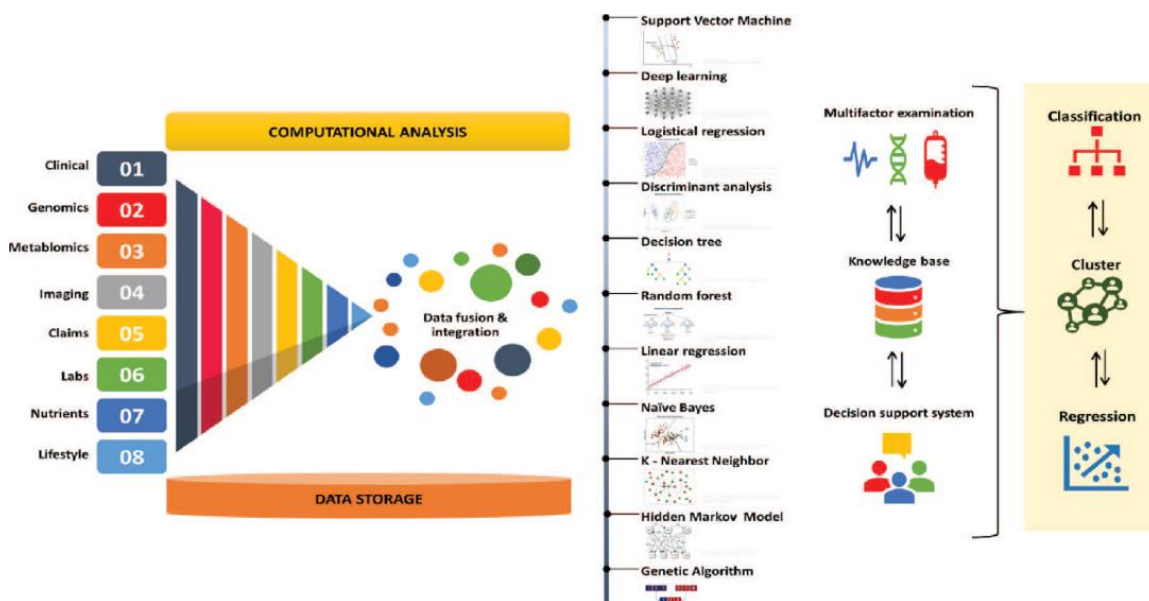 COMPUTATIONAL ANALYSIS
Clinical
01
Genomics
02
Metablomics
03
Imaging
04
Claims
05
Labs
06
Nutrients
07
Lifestyle
08
Data fusion &
integration
DATA STORAGE
Support Vector Machine
Deep learning
Logistical regression
Discriminant analysis
Decision tree
Random forest
Linear regression
Naïve Bayes
K - Nearest Neighbor
Hidden Markov Model
Genetic Algorithm
Multifactor examination
Knowledge base
Decision support system
Classification
Cluster
Regression